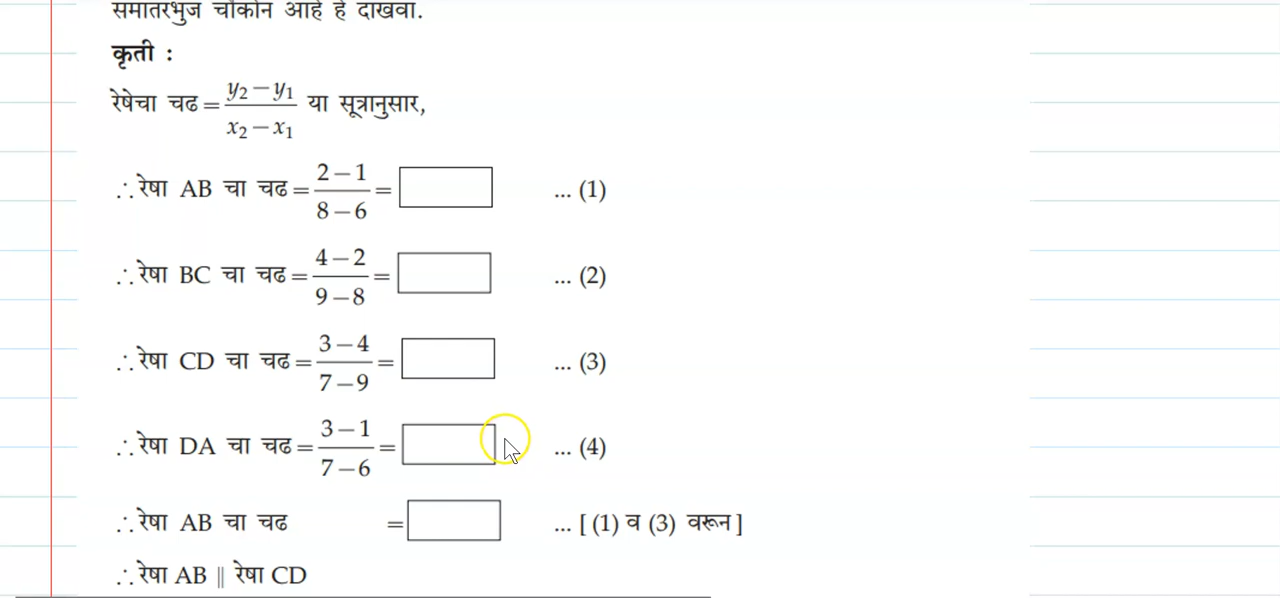 समांतरभुज चौकोन आहे हे दाखवा.
कृती :
रेषेचा चढ = (y₂ − y₁)/(x₂ − x₁) या सूत्रानुसार,
∴ रेषा AB चा चढ = (2 − 1)/(8 − 6) = ... (1)
∴ रेषा BC चा चढ = (4 − 2)/(9 − 8) = ... (2)
∴ रेषा CD चा चढ = (3 − 4)/(7 − 9) = ... (3)
∴ रेषा DA चा चढ = (3 − 1)/(7 − 6) = ... (4)
∴ रेषा AB चा चढ = ... [ (1) व (3) वरून ]
∴ रेषा AB || रेषा CD